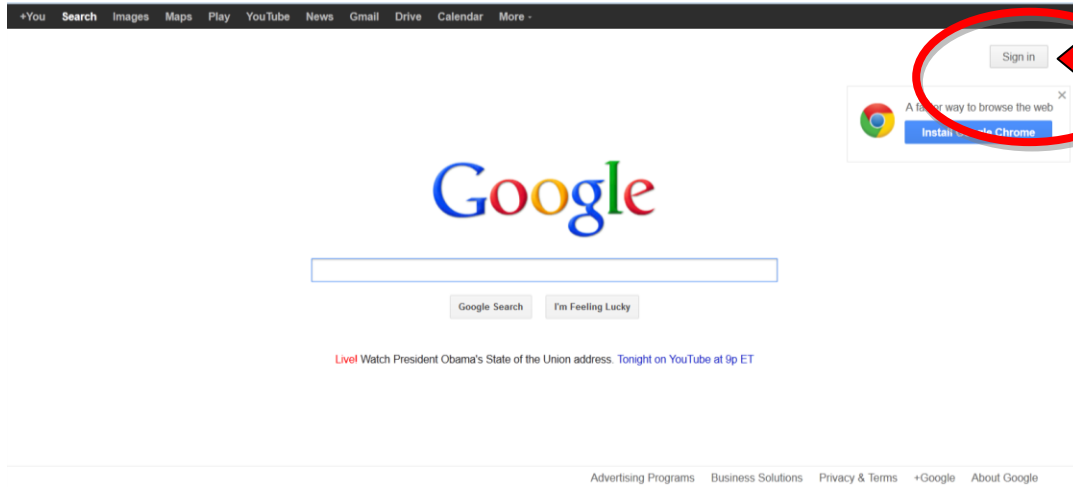 +You Search Images Maps Play YouTube News Gmail Drive Calendar More -
Sign in
A faster way to browse the web
Install Google Chrome
Google
Google Search I'm Feeling Lucky
Live! Watch President Obama's State of the Union address. Tonight on YouTube at 9p ET
Advertising Programs Business Solutions Privacy & Terms +Google About Google